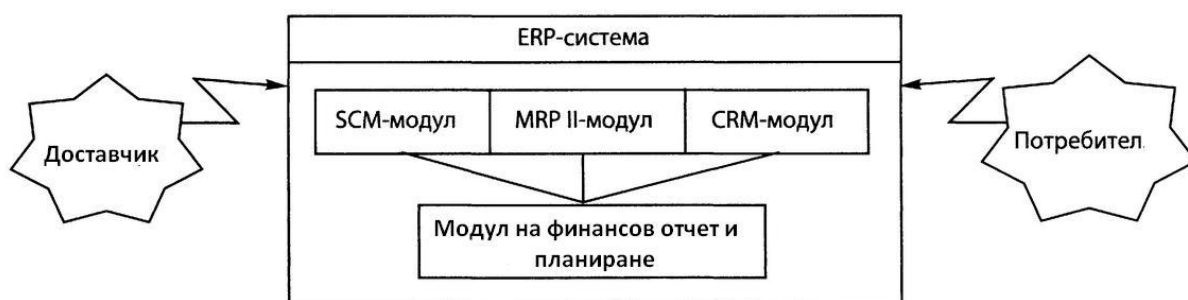 ERP-система
SCM-модул
MRP II-модул
CRM-модул
Доставчик
Потребител
Модул на финансов отчет и
планиране